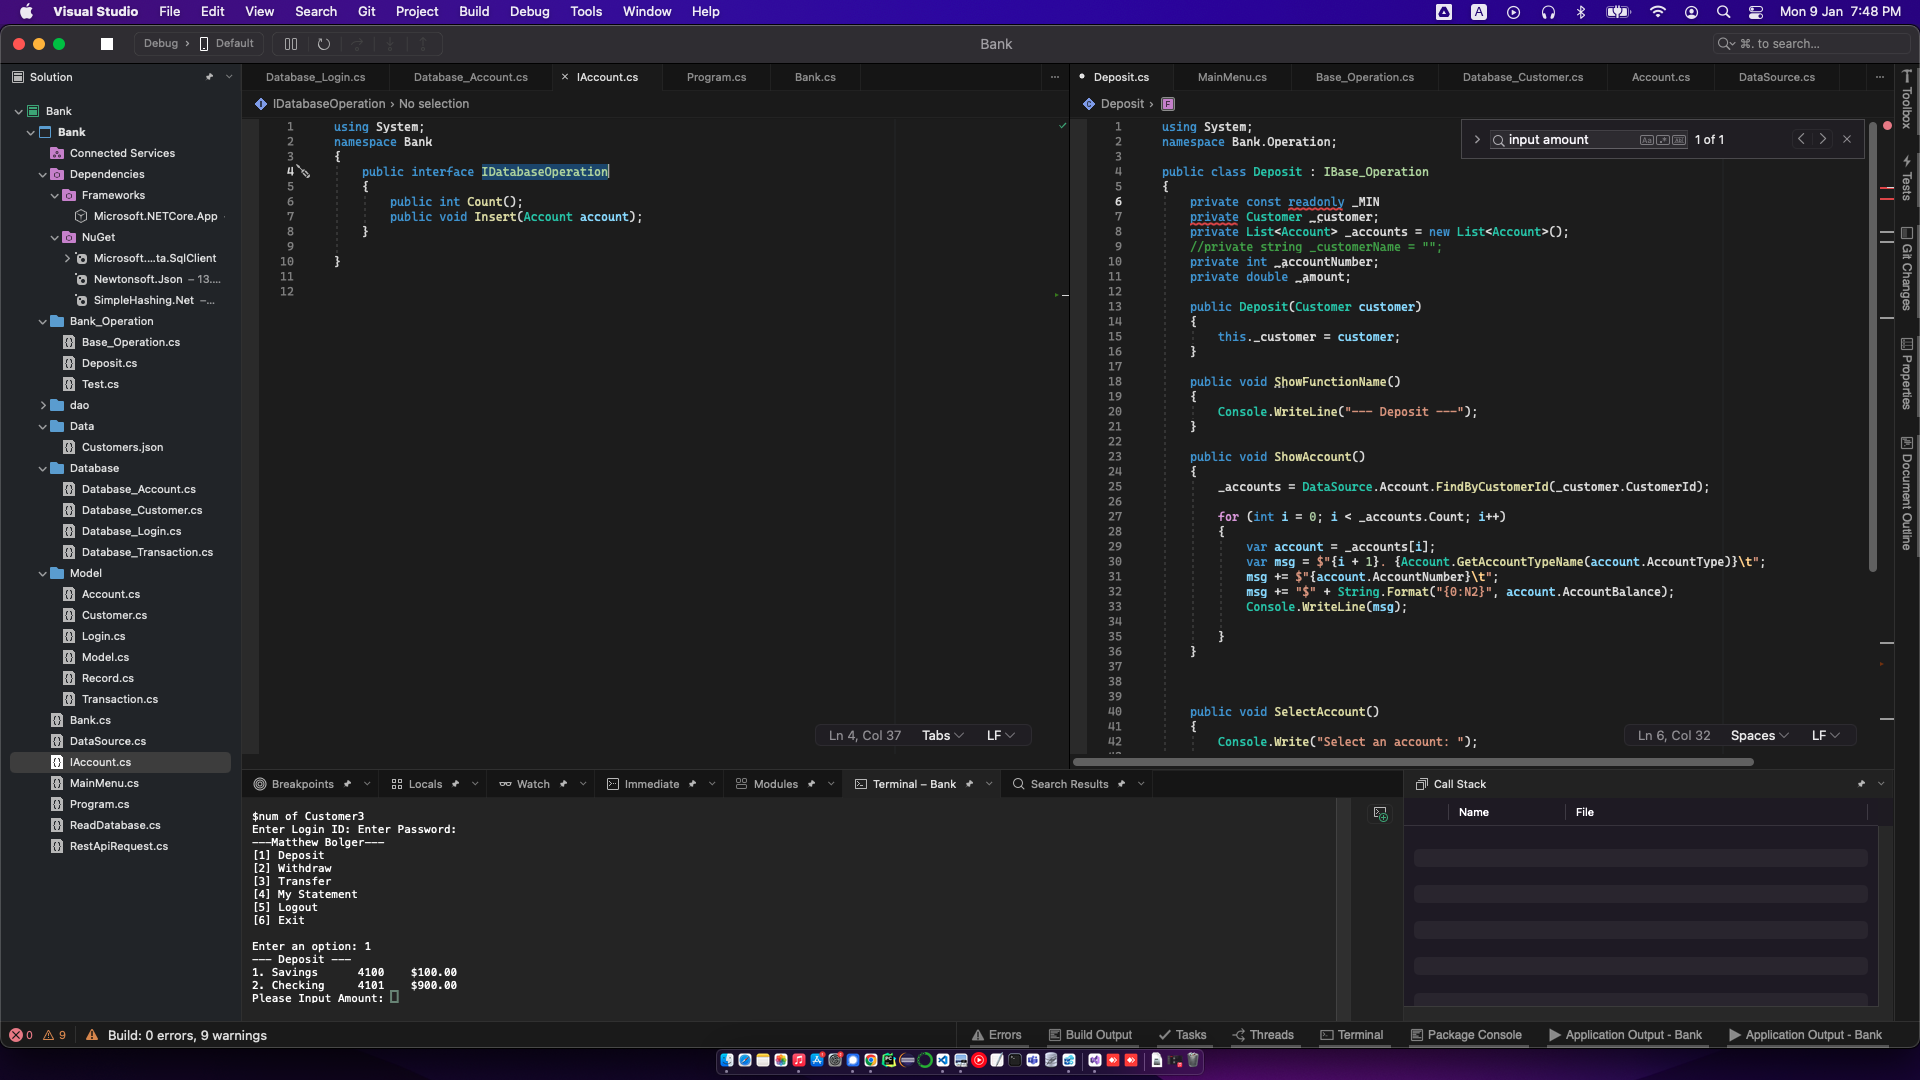 Visual Studio File Edit View Search Git Project Build Debug Tools Window Help
A
Mon 9 Jan 7:48 PM
Debug › Default
Bank
⌘. to search...
Solution
Bank
Bank
Connected Services
Dependencies
Frameworks
Microsoft.NETCore.App
NuGet
Microsoft....ta.SqlClient
Newtonsoft.Json – 13....
SimpleHashing.Net –...
Bank_Operation
Base_Operation.cs
Deposit.cs
Test.cs
dao
Data
Customers.json
Database
Database_Account.cs
Database_Customer.cs
Database_Login.cs
Database_Transaction.cs
Model
Account.cs
Customer.cs
Login.cs
Model.cs
Record.cs
Transaction.cs
Bank.cs
DataSource.cs
IAccount.cs
MainMenu.cs
Program.cs
ReadDatabase.cs
RestApiRequest.cs
Database_Login.cs Database_Account.cs × IAccount.cs Program.cs Bank.cs ...
IDatabaseOperation › No selection
1 using System;
2 namespace Bank
3 {
4 public interface IDatabaseOperation
5 {
6 public int Count();
7 public void Insert(Account account);
8 }
9
10 }
11
12
Ln 4, Col 37 Tabs LF
Deposit.cs MainMenu.cs Base_Operation.cs Database_Customer.cs Account.cs DataSource.cs ...
Deposit ›
input amount 1 of 1
1 using System;
2 namespace Bank.Operation;
3
4 public class Deposit : IBase_Operation
5 {
6 private const readonly _MIN
7 private Customer _customer;
8 private List<Account> _accounts = new List<Account>();
9 //private string _customerName = "";
10 private int _accountNumber;
11 private double _amount;
12
13 public Deposit(Customer customer)
14 {
15 this._customer = customer;
16 }
17
18 public void ShowFunctionName()
19 {
20 Console.WriteLine("--- Deposit ---");
21 }
22
23 public void ShowAccount()
24 {
25 _accounts = DataSource.Account.FindByCustomerId(_customer.CustomerId);
26
27 for (int i = 0; i < _accounts.Count; i++)
28 {
29 var account = _accounts[i];
30 var msg = $"{i + 1}. {Account.GetAccountTypeName(account.AccountType)}\t";
31 msg += $"{account.AccountNumber}\t";
32 msg += "$" + String.Format("{0:N2}", account.AccountBalance);
33 Console.WriteLine(msg);
34
35 }
36 }
37
38
39
40 public void SelectAccount()
41 {
42 Console.Write("Select an account: ");
Ln 6, Col 32 Spaces LF
Toolbox
Tests
Git Changes
Properties
Document Outline
Breakpoints Locals Watch Immediate Modules Terminal – Bank Search Results
$num of Customer3
Enter Login ID: Enter Password:
---Matthew Bolger---
[1] Deposit
[2] Withdraw
[3] Transfer
[4] My Statement
[5] Logout
[6] Exit
Enter an option: 1
--- Deposit ---
1. Savings 4100 $100.00
2. Checking 4101 $900.00
Please Input Amount:
Call Stack
Name File
0 9 Build: 0 errors, 9 warnings
Errors Build Output Tasks Threads Terminal Package Console Application Output - Bank Application Output - Bank